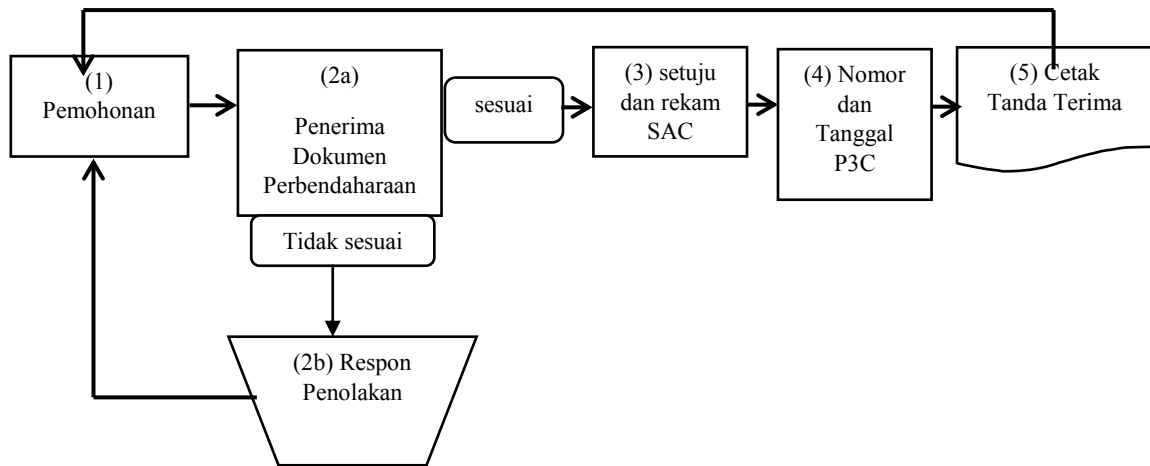 (1)
Pemohonan
(2a)
Penerima
Dokumen
Perbendaharaan
sesuai
(3) setuju
dan rekam
SAC
(4) Nomor
dan
Tanggal
P3C
(5) Cetak
Tanda Terima
Tidak sesuai
(2b) Respon
Penolakan